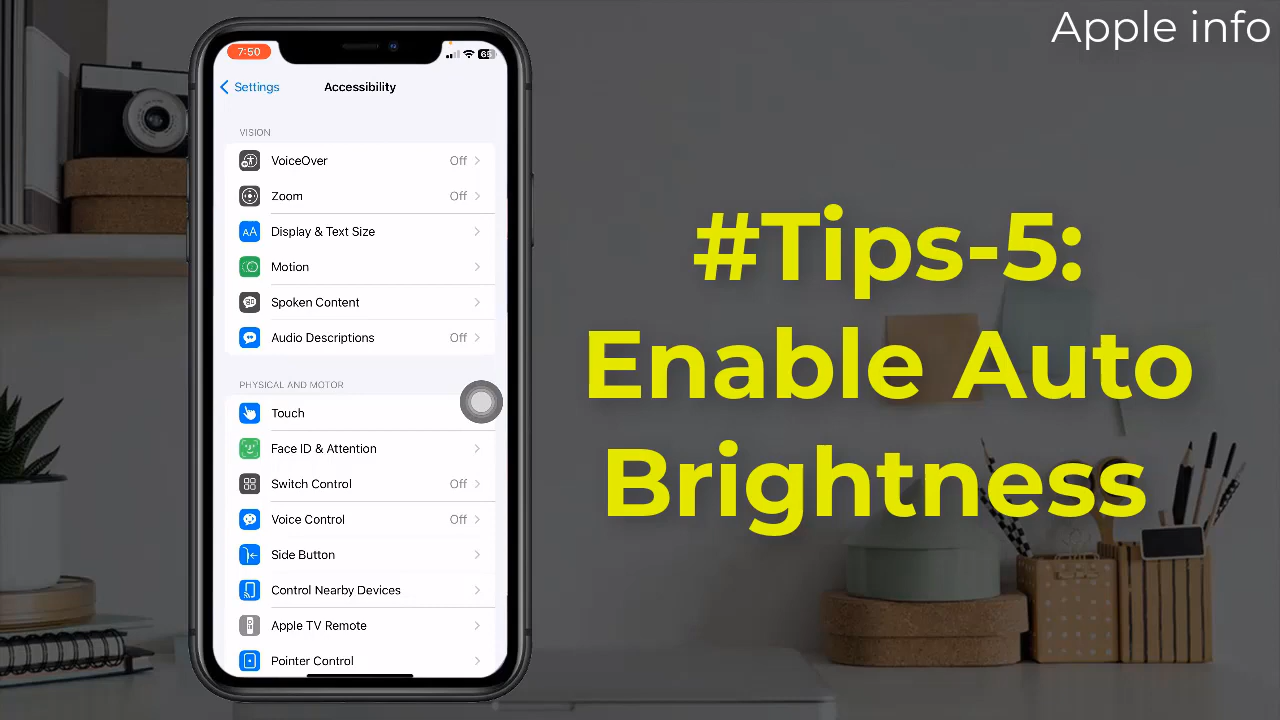 Apple info
7:50
65
Settings
Accessibility
VISION
VoiceOver Off
Zoom Off
Display & Text Size
Motion
Spoken Content
Audio Descriptions Off
PHYSICAL AND MOTOR
Touch
Face ID & Attention
Switch Control Off
Voice Control Off
Side Button
Control Nearby Devices
Apple TV Remote
Pointer Control
#Tips-5:
Enable Auto
Brightness